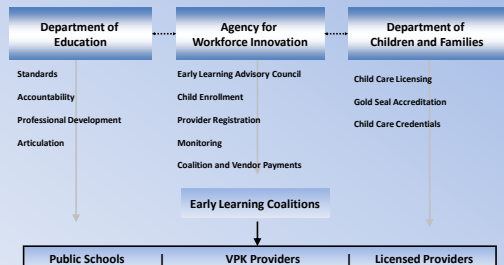 Department of
Education
Agency for
Workforce Innovation
Department of
Children and Families
Standards
Accountability
Professional Development
Articulation
Early Learning Advisory Council
Child Enrollment
Provider Registration
Monitoring
Coalition and Vendor Payments
Child Care Licensing
Gold Seal Accreditation
Child Care Credentials
Early Learning Coalitions
Public Schools | VPK Providers | Licensed Providers